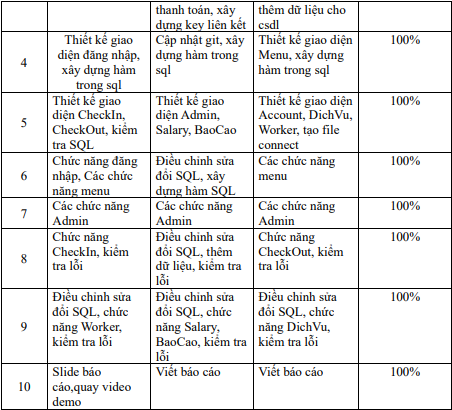 thanh toán, xây
dựng key liên kết
thêm dữ liệu cho
csdl
4
Thiết kế giao
diện đăng nhập,
xây dựng hàm
trong sql
Cập nhật git, xây
dựng hàm trong
sql
Thiết kế giao diện
Menu, xây dựng
hàm trong sql
100%
5
Thiết kế giao
diện CheckIn,
CheckOut, kiểm
tra SQL
Thiết kế giao
diện Admin,
Salary, BaoCao
Thiết kế giao diện
Account, DichVu,
Worker, tạo file
connect
100%
6
Chức năng đăng
nhập, Các chức
năng menu
Điều chỉnh sửa
đổi SQL, xây
dựng hàm SQL
Các chức năng
menu
100%
7
Các chức năng
Admin
Các chức năng
Admin
Các chức năng
Admin
100%
8
Chức năng
CheckIn, kiểm
tra lỗi
Điều chỉnh sửa
đổi SQL, thêm
dữ liệu, kiểm tra
lỗi
Chức năng
CheckOut, kiểm
tra lỗi
100%
9
Điều chỉnh sửa
đổi SQL, chức
năng Worker,
kiểm tra lỗi
Điều chỉnh sửa
đổi SQL, chức
năng Salary,
BaoCao, kiểm tra
lỗi
Điều chỉnh sửa
đổi SQL, chức
năng DichVu,
kiểm tra lỗi
100%
10
Slide báo
cáo,quay video
demo
Viết báo cáo
Viết báo cáo
100%